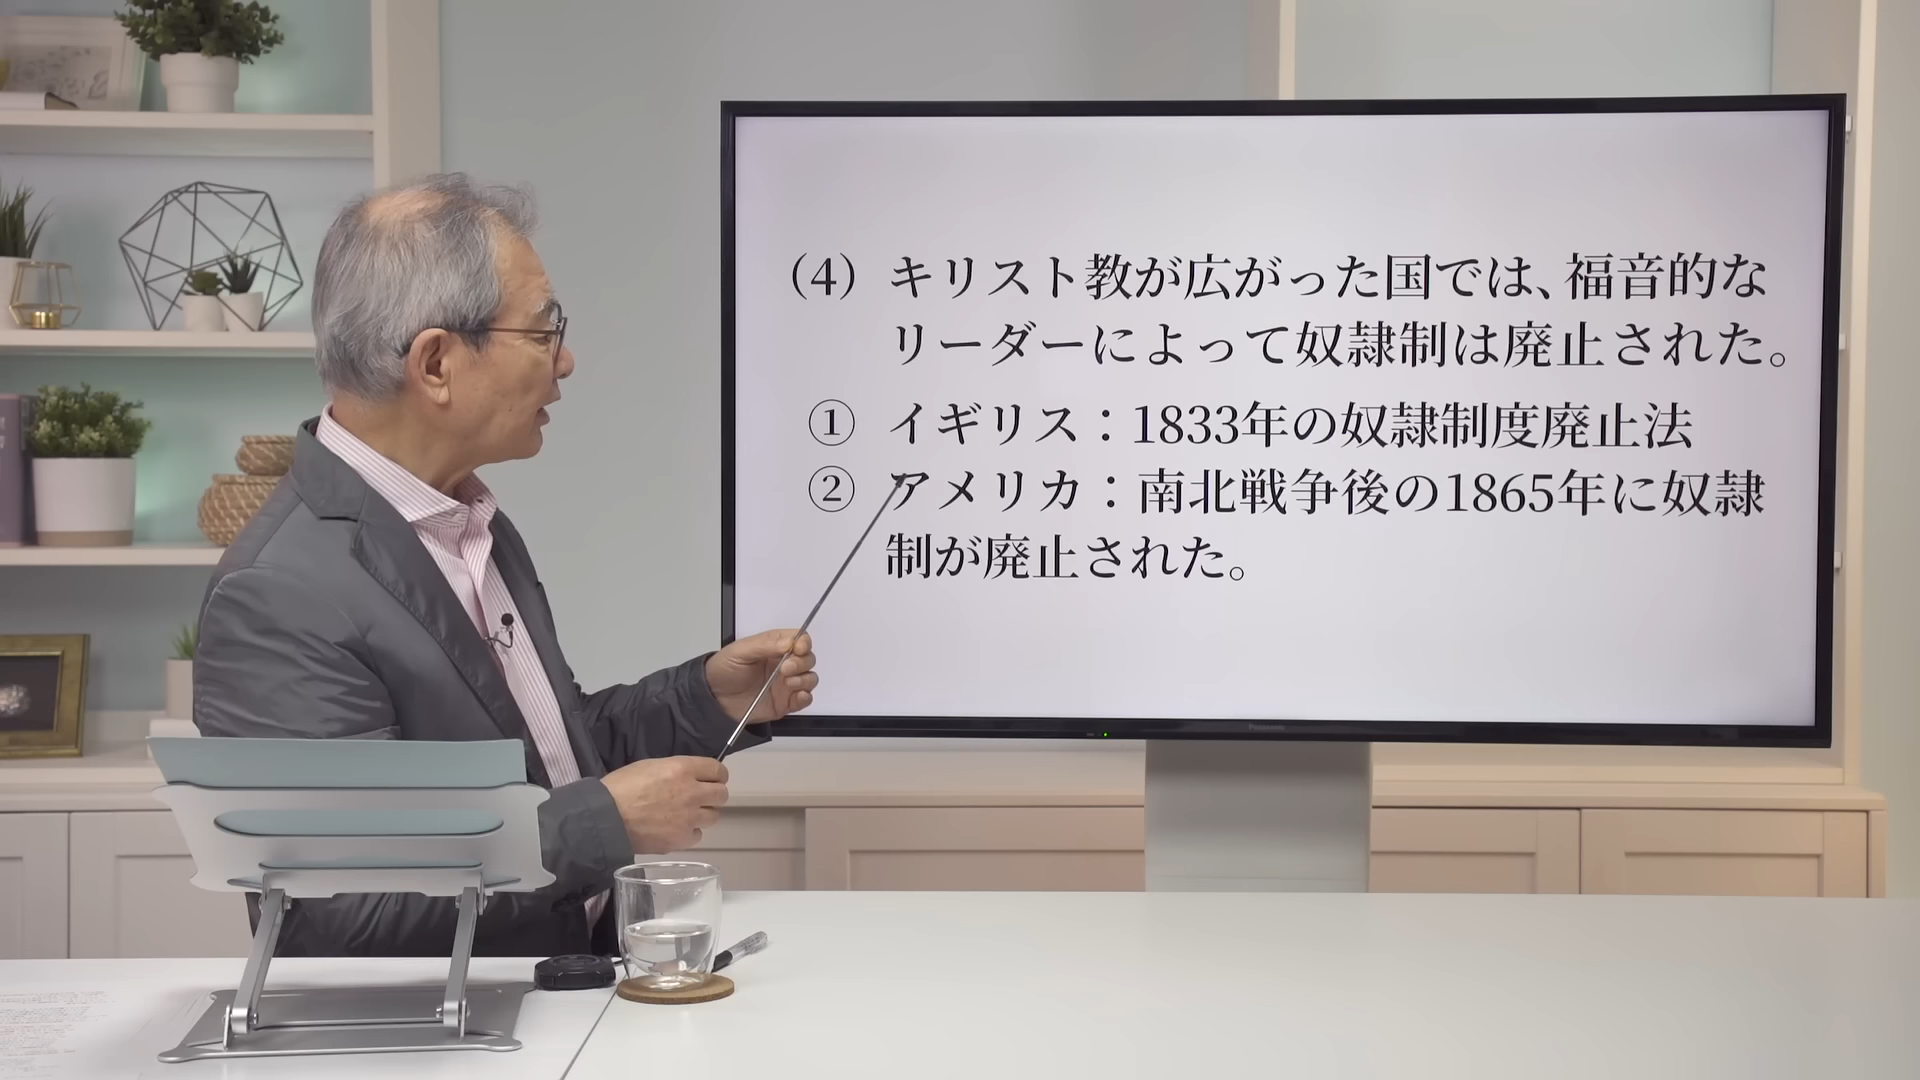 (4) キリスト教が広がった国では、福音的な
リーダーによって奴隷制は廃止された。
① イギリス：1833年の奴隷制度廃止法
② アメリカ：南北戦争後の1865年に奴隷
制が廃止された。
Panasonic